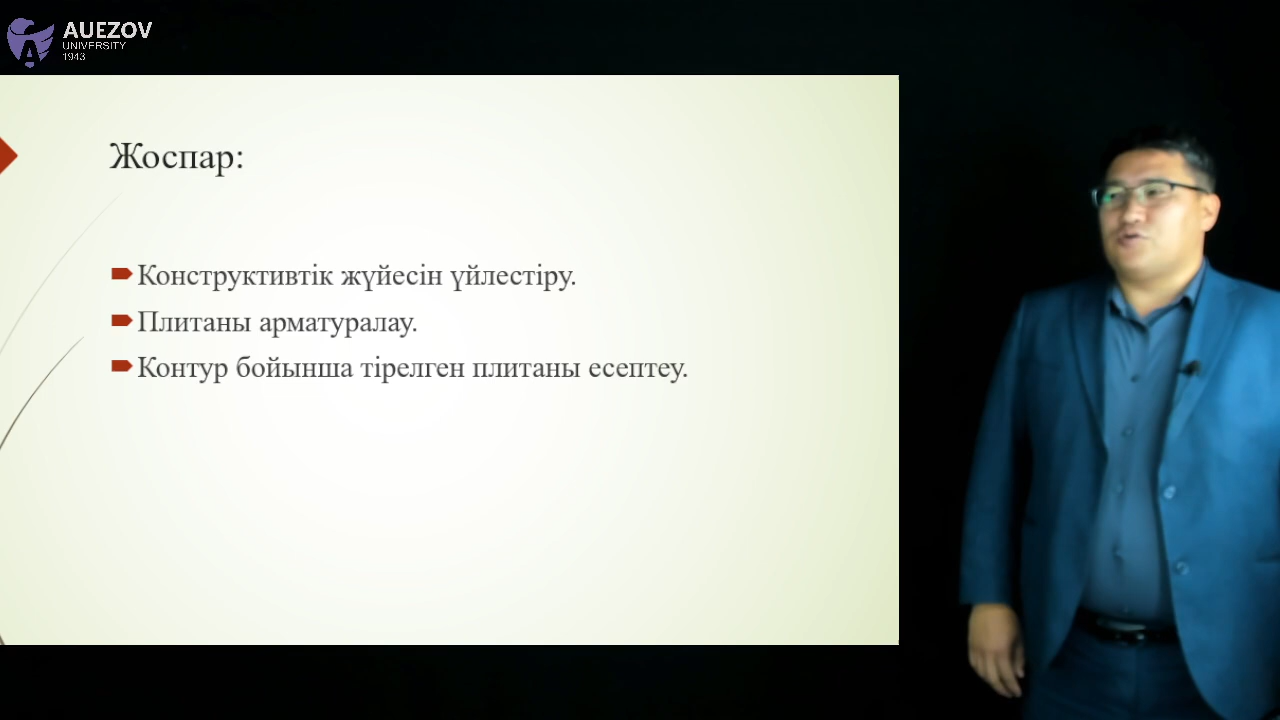 AUEZOV
UNIVERSITY
1943
Жоспар:
Конструктивтік жүйесін үйлестіру.
Плитаны арматуралау.
Контур бойынша тірелген плитаны есептеу.